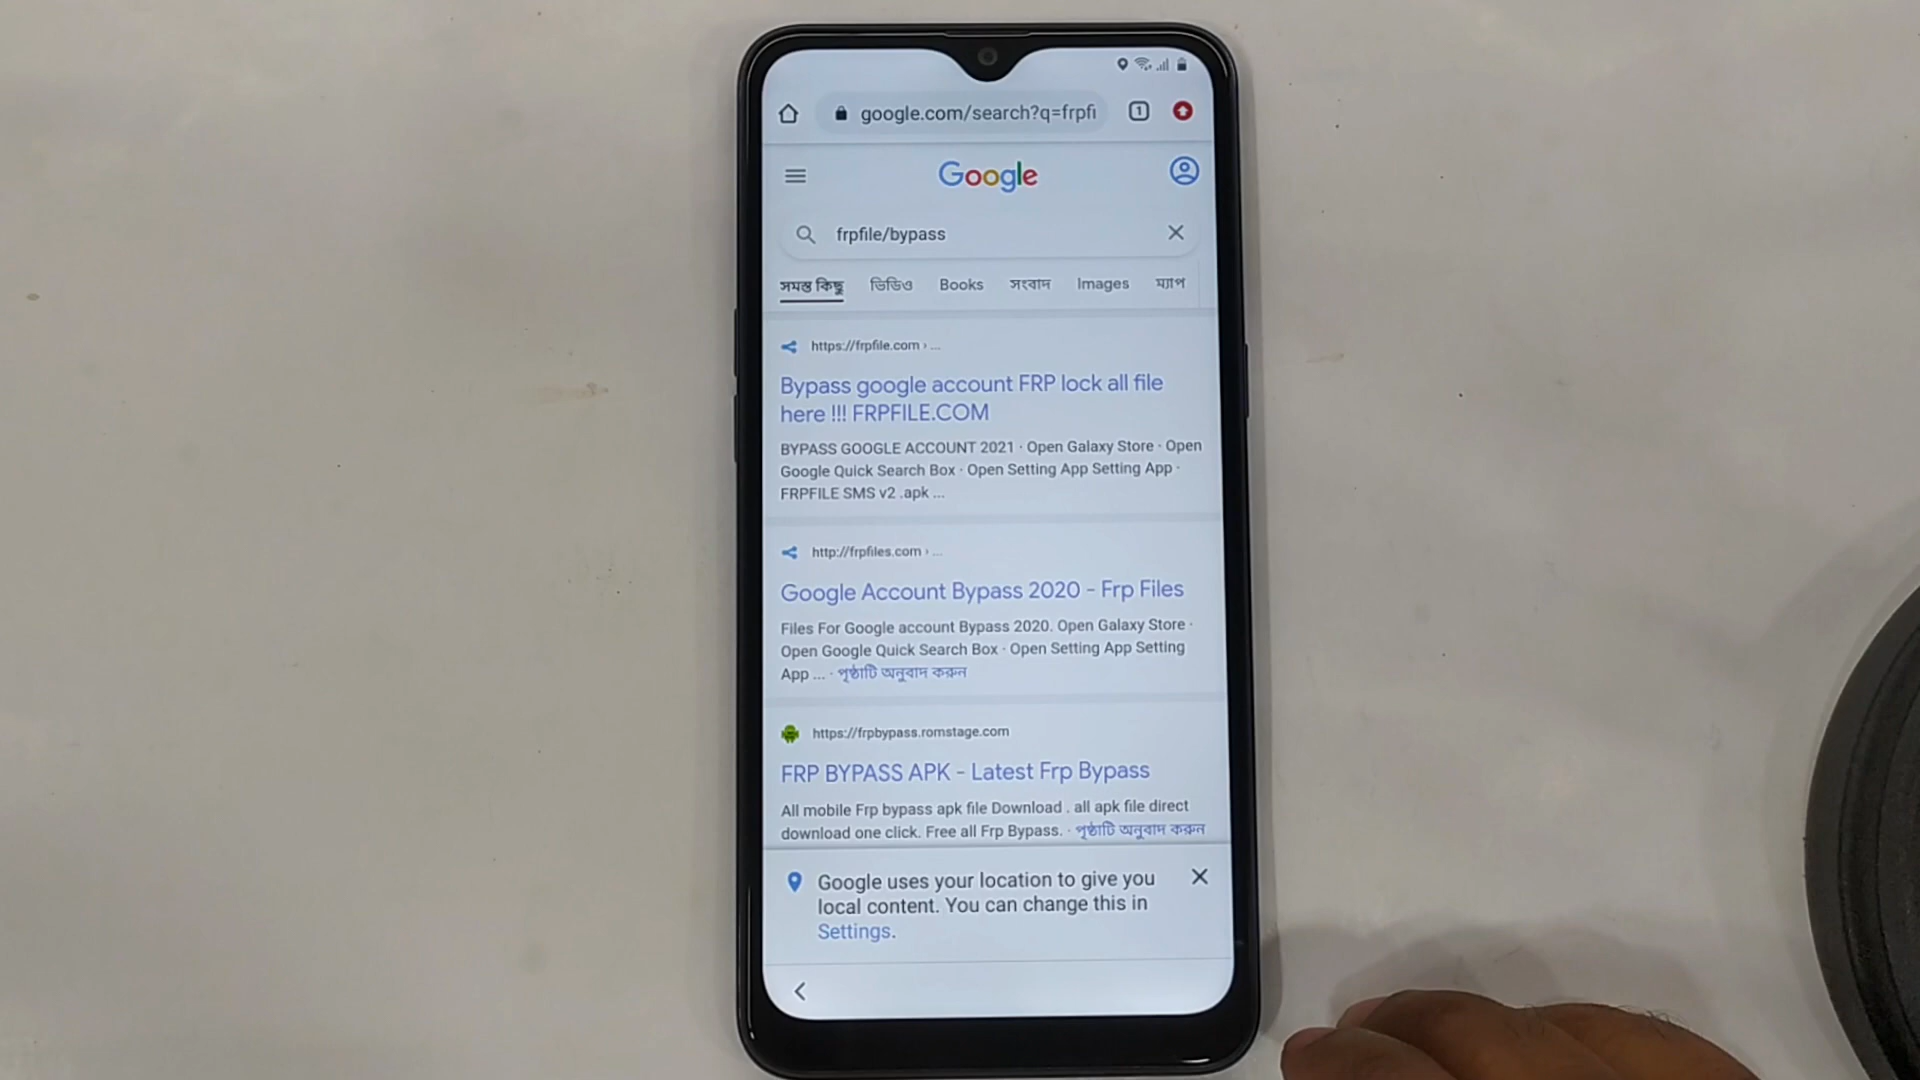 google.com/search?q=frpfi
1
Google
frpfile/bypass
সমস্ত কিছু ভিডিও Books সংবাদ Images ম্যাপ
https://frpfile.com › ...
Bypass google account FRP lock all file
here !!! FRPFILE.COM
BYPASS GOOGLE ACCOUNT 2021 · Open Galaxy Store · Open
Google Quick Search Box · Open Setting App Setting App ·
FRPFILE SMS v2 .apk ...
http://frpfiles.com › ...
Google Account Bypass 2020 - Frp Files
Files For Google account Bypass 2020. Open Galaxy Store ·
Open Google Quick Search Box · Open Setting App Setting
App ... · পৃষ্ঠাটি অনুবাদ করুন
https://frpbypass.romstage.com
FRP BYPASS APK - Latest Frp Bypass
All mobile Frp bypass apk file Download . all apk file direct
download one click. Free all Frp Bypass. · পৃষ্ঠাটি অনুবাদ করুন
Google uses your location to give you
local content. You can change this in
Settings.